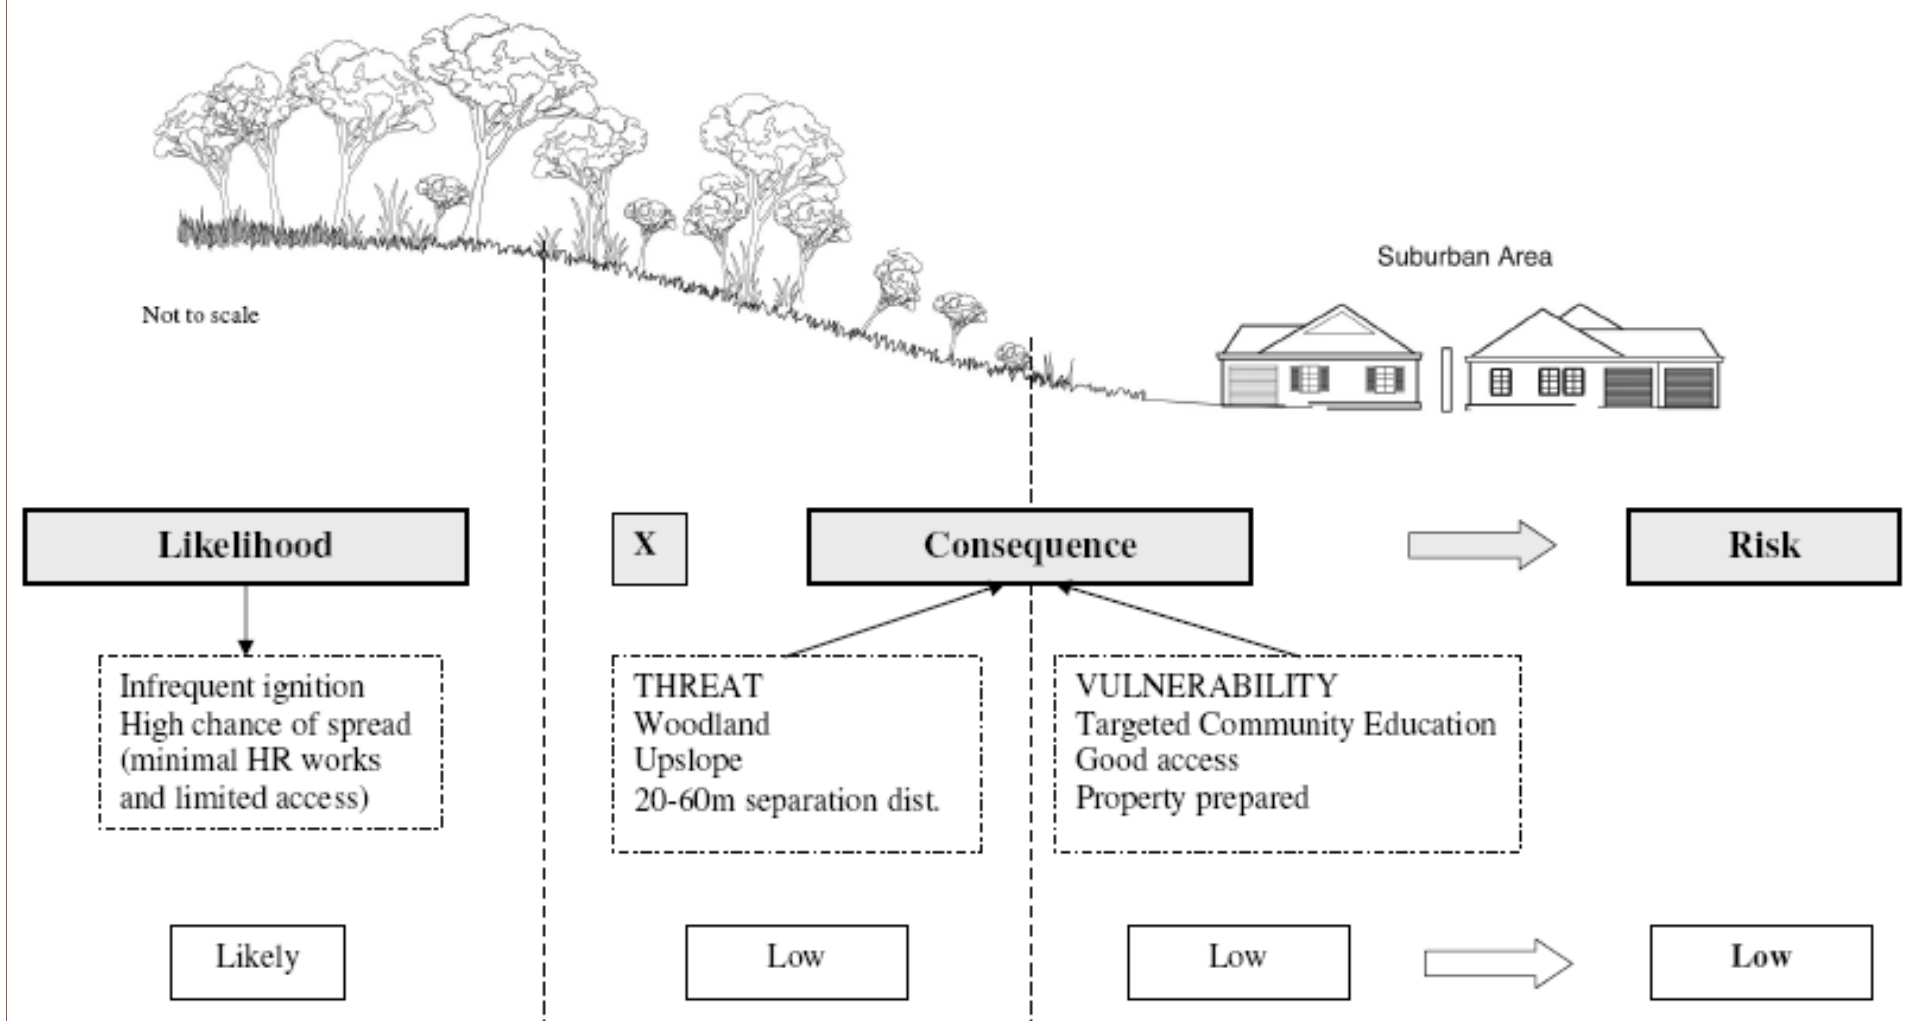 Suburban Area
Not to scale
Likelihood
X
Consequence
Risk
Infrequent ignition
High chance of spread
(minimal HR works
and limited access)
THREAT
Woodland
Upslope
20-60m separation dist.
VULNERABILITY
Targeted Community Education
Good access
Property prepared
Likely
Low
Low
Low